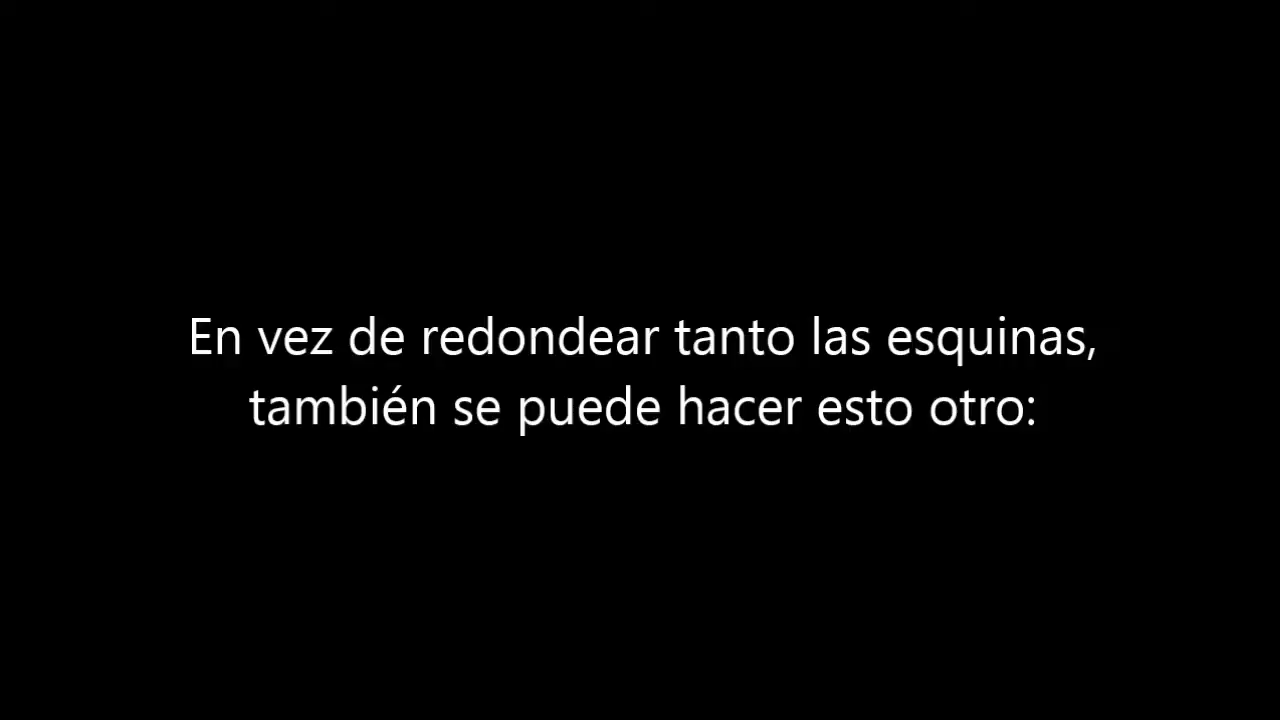 En vez de redondear tanto las esquinas,
también se puede hacer esto otro: